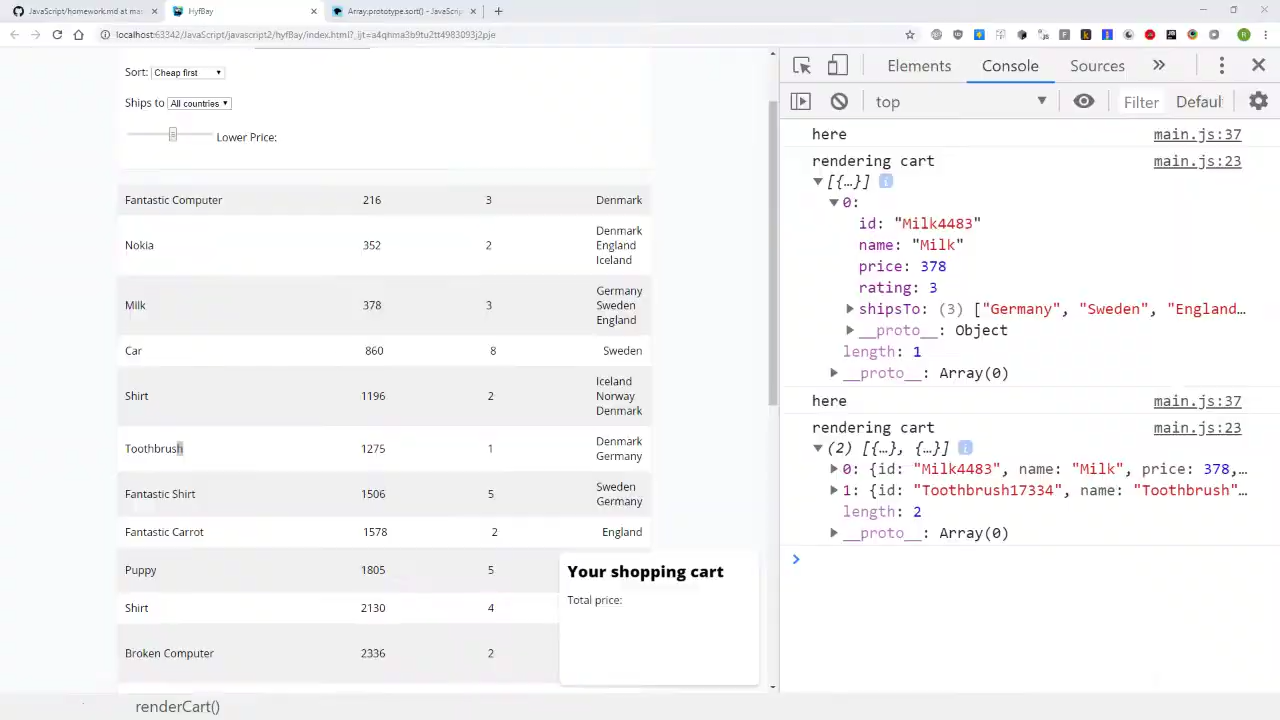 JavaScript/homework.md at mas
HyfBay
Array.prototype.sort() - JavaScript
localhost:63342/JavaScript/javascript2/HyfBay/index.html?_ijt=a4qhma3b9tu2tt4983093j2pje
Sort: Cheap first
Ships to All countries
Lower Price:
Fantastic Computer 216 3 Denmark
Nokia 352 2 Denmark
England
Iceland
Milk 378 3 Germany
Sweden
England
Car 860 8 Sweden
Shirt 1196 2 Iceland
Norway
Denmark
Toothbrush 1275 1 Denmark
Germany
Fantastic Shirt 1506 5 Sweden
Germany
Fantastic Carrot 1578 2 England
Puppy 1805 5
Shirt 2130 4
Broken Computer 2336 2
Your shopping cart
Total price:
renderCart()
Elements Console Sources »
top Filter Defaul
here main.js:37
rendering cart main.js:23
[{…}]
0:
id: "Milk4483"
name: "Milk"
price: 378
rating: 3
shipsTo: (3) ["Germany", "Sweden", "England…
__proto__: Object
length: 1
__proto__: Array(0)
here main.js:37
rendering cart main.js:23
(2) [{…}, {…}]
0: {id: "Milk4483", name: "Milk", price: 378,…
1: {id: "Toothbrush17334", name: "Toothbrush"…
length: 2
__proto__: Array(0)